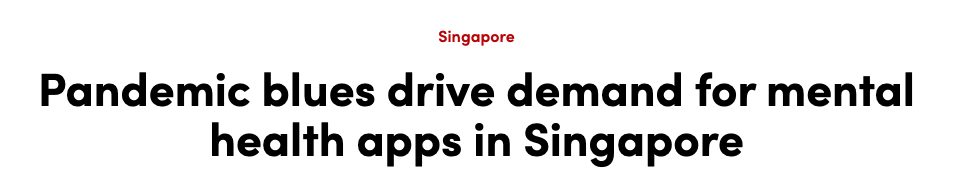 Singapore
Pandemic blues drive demand for mental
health apps in Singapore